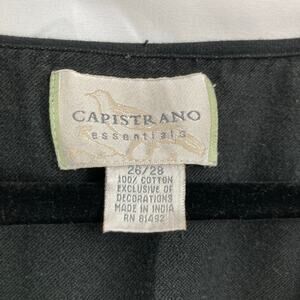 CAPISTRANO
essentials
26/28
100% COTTON
EXCLUSIVE OF
DECORATIONS
MADE IN INDIA
RN 81492